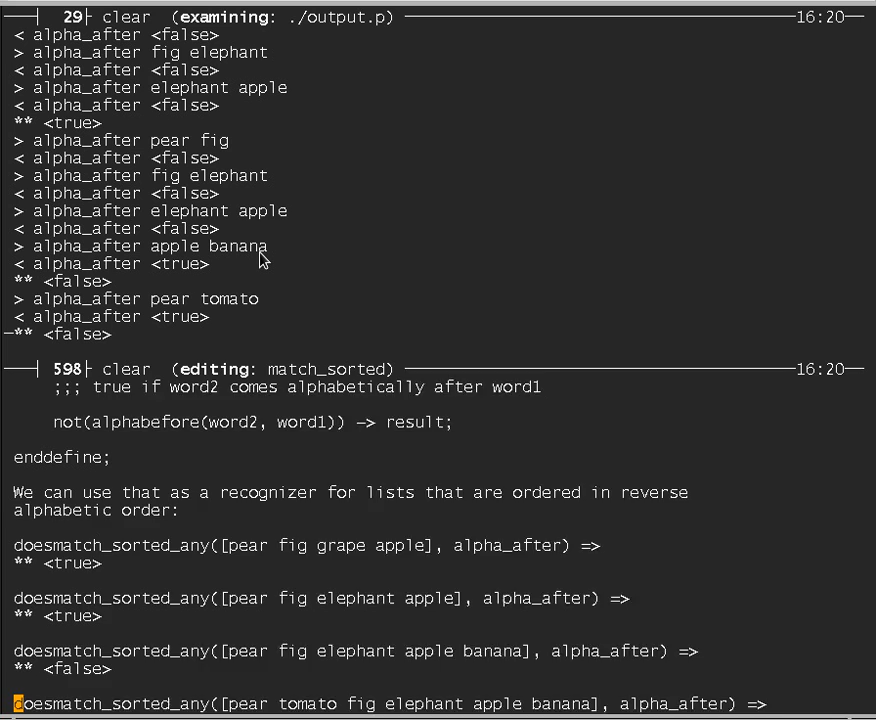 29 clear (examining: ./output.p) 16:20
< alpha_after <false>
> alpha_after fig elephant
< alpha_after <false>
> alpha_after elephant apple
< alpha_after <false>
** <true>
> alpha_after pear fig
< alpha_after <false>
> alpha_after fig elephant
< alpha_after <false>
> alpha_after elephant apple
< alpha_after <false>
> alpha_after apple banana
< alpha_after <true>
** <false>
> alpha_after pear tomato
< alpha_after <true>
** <false>
598 clear (editing: match_sorted) 16:20
;;; true if word2 comes alphabetically after word1
not(alphabefore(word2, word1)) -> result;
enddefine;
We can use that as a recognizer for lists that are ordered in reverse
alphabetic order:
doesmatch_sorted_any([pear fig grape apple], alpha_after) =>
** <true>
doesmatch_sorted_any([pear fig elephant apple], alpha_after) =>
** <true>
doesmatch_sorted_any([pear fig elephant apple banana], alpha_after) =>
** <false>
doesmatch_sorted_any([pear tomato fig elephant apple banana], alpha_after) =>